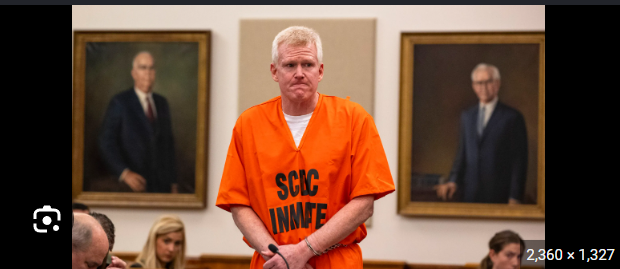 SCDC
INMATE
2,360 × 1,327